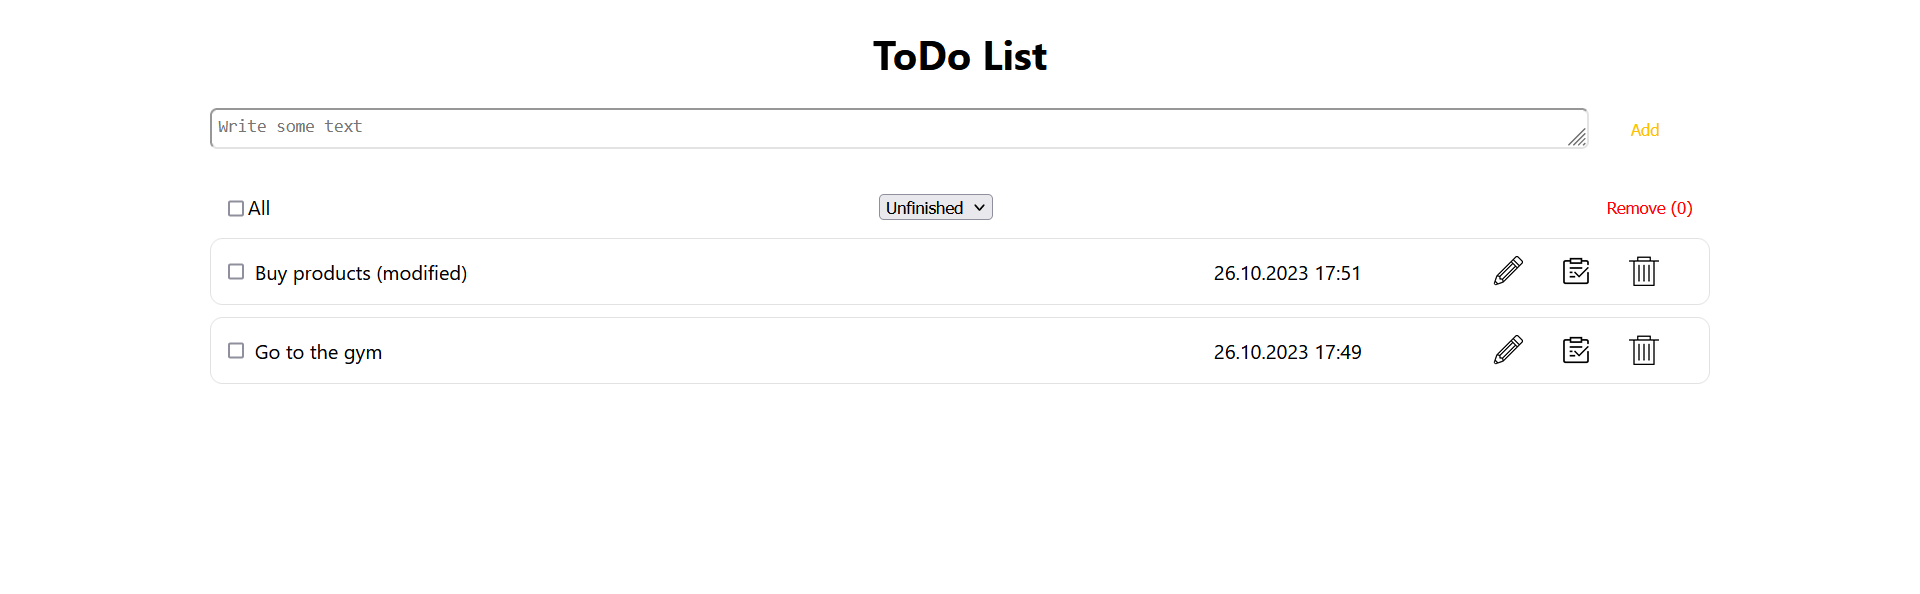 ToDo List
Write some text
Add
All
Unfinished
Remove (0)
Buy products (modified) 26.10.2023 17:51
Go to the gym 26.10.2023 17:49